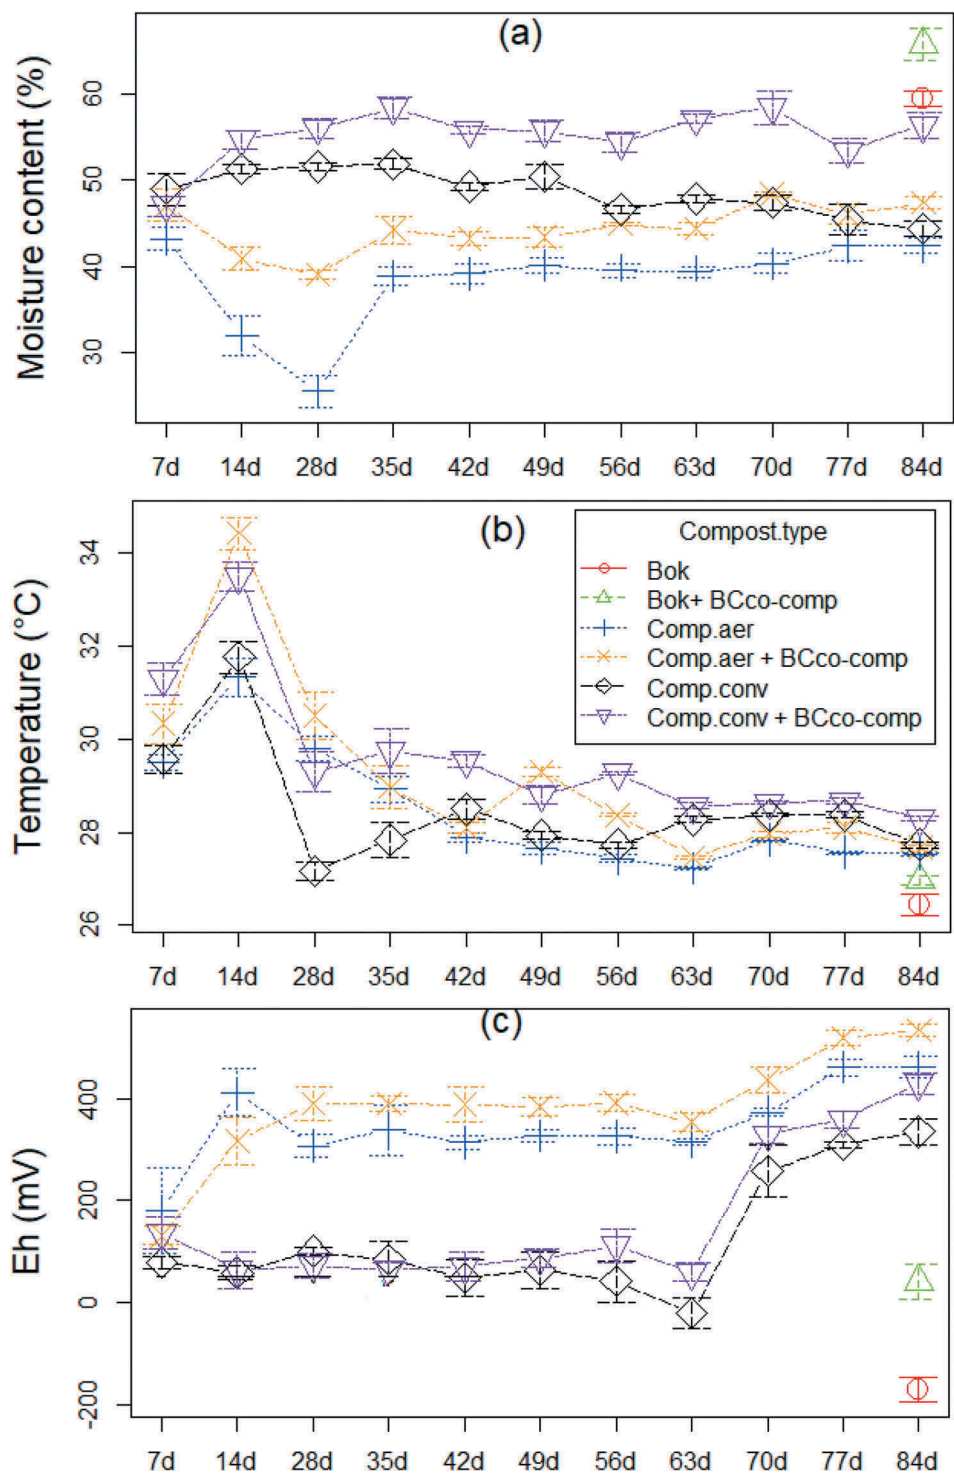 (a)
Moisture content (%)
60
50
40
30
7d 14d 28d 35d 42d 49d 56d 63d 70d 77d 84d
(b)
Temperature (°C)
34
32
30
28
26
Compost.type
Bok
Bok+ BCco-comp
Comp.aer
Comp.aer + BCco-comp
Comp.conv
Comp.conv + BCco-comp
7d 14d 28d 35d 42d 49d 56d 63d 70d 77d 84d
(c)
Eh (mV)
400
200
0
-200
7d 14d 28d 35d 42d 49d 56d 63d 70d 77d 84d